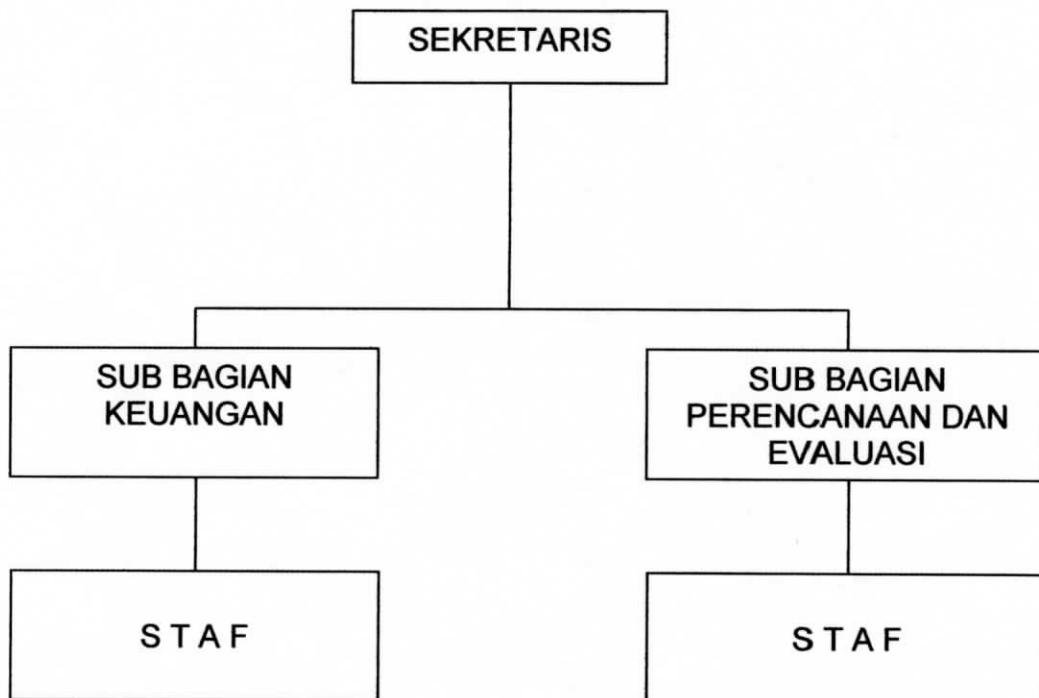 SEKRETARIS
SUB BAGIAN
KEUANGAN
SUB BAGIAN
PERENCANAAN DAN
EVALUASI
S T A F
S T A F